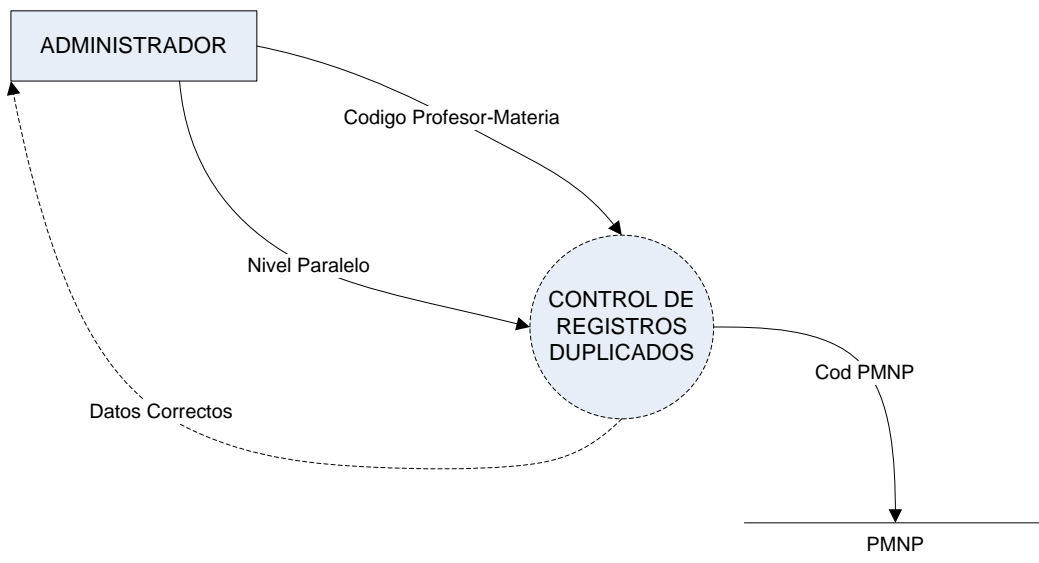 ADMINISTRADOR
Codigo Profesor-Materia
Nivel Paralelo
CONTROL DE
REGISTROS
DUPLICADOS
Cod PMNP
Datos Correctos
PMNP